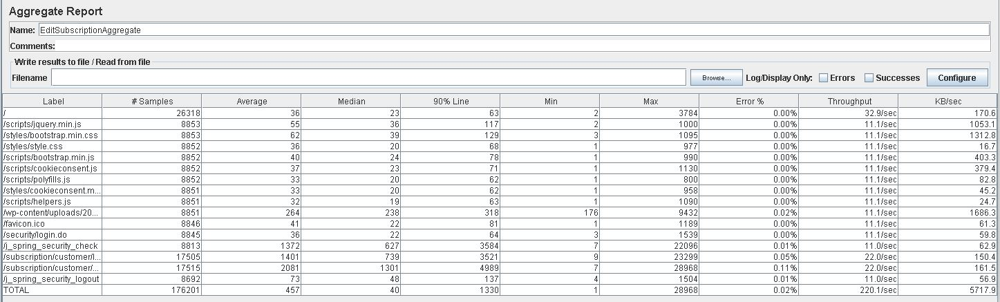 Aggregate Report
Name: EditSubscriptionAggregate
Comments:
Write results to file / Read from file
Filename Browse... Log/Display Only: Errors Successes Configure
Label # Samples Average Median 90% Line Min Max Error % Throughput KB/sec
/ 26318 36 23 63 2 3784 0.00% 32.9/sec 170.6
/scripts/jquery.min.js 8853 55 36 117 2 1000 0.00% 11.1/sec 1053.1
/styles/bootstrap.min.css 8853 62 39 129 3 1095 0.00% 11.1/sec 1312.8
/styles/style.css 8852 36 20 68 1 977 0.00% 11.1/sec 16.7
/scripts/bootstrap.min.js 8852 40 24 78 1 990 0.00% 11.1/sec 403.3
/scripts/cookieconsent.js 8852 37 23 71 1 1130 0.00% 11.1/sec 379.4
/scripts/polyfills.js 8852 33 20 62 1 800 0.00% 11.1/sec 82.8
/styles/cookieconsent.m... 8851 33 20 62 1 958 0.00% 11.1/sec 45.2
/scripts/helpers.js 8851 32 19 63 1 1090 0.00% 11.1/sec 24.7
/wp-content/uploads/20... 8851 264 238 318 176 9432 0.02% 11.1/sec 1686.3
/favicon.ico 8846 41 22 81 1 1189 0.00% 11.1/sec 61.3
/security/login.do 8845 36 22 64 3 1539 0.00% 11.1/sec 59.8
/j_spring_security_check 8813 1372 627 3584 7 22096 0.01% 11.0/sec 62.9
/subscription/customer/l... 17505 1401 739 3521 9 23299 0.05% 22.0/sec 150.4
/subscription/customer/... 17515 2081 1301 4989 7 28968 0.11% 22.0/sec 161.5
/j_spring_security_logout 8692 73 48 137 4 1504 0.01% 11.0/sec 56.9
TOTAL 176201 457 40 1330 1 28968 0.02% 220.1/sec 5717.9